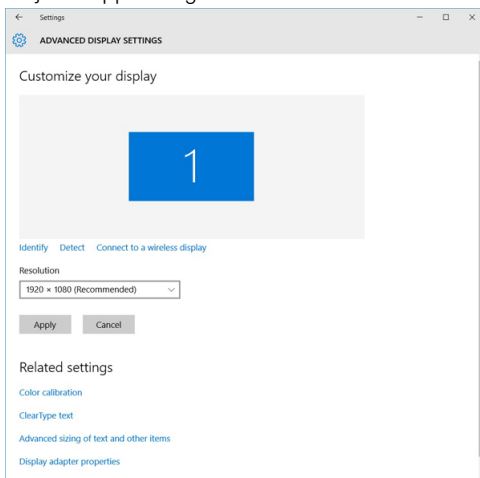 Settings
ADVANCED DISPLAY SETTINGS
Customize your display
1
Identify Detect Connect to a wireless display
Resolution
1920 × 1080 (Recommended)
Apply Cancel
Related settings
Color calibration
ClearType text
Advanced sizing of text and other items
Display adapter properties